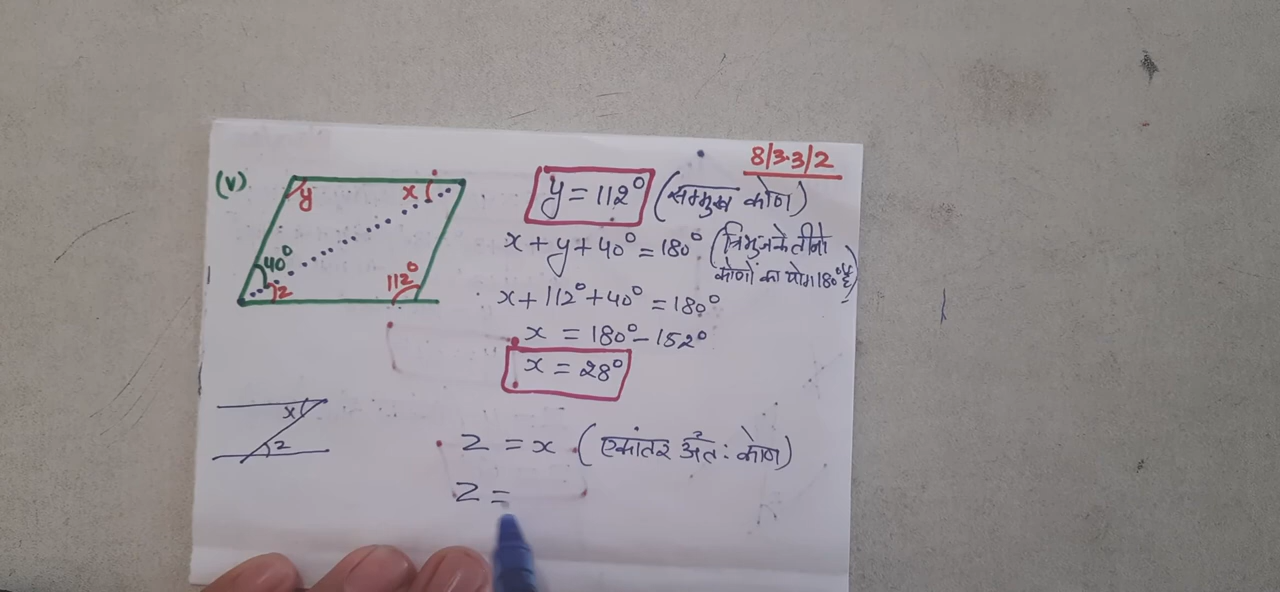 8/3.3/2
(v)
y
x
40°
z
112°
y = 112° (सम्मुख कोण)
x + y + 40° = 180° (त्रिभुज के तीनो
कोणों का योग 180° है)
x + 112° + 40° = 180°
x = 180° - 152°
x = 28°
x
z
z = x (एकांतर अंत: कोण)
z =